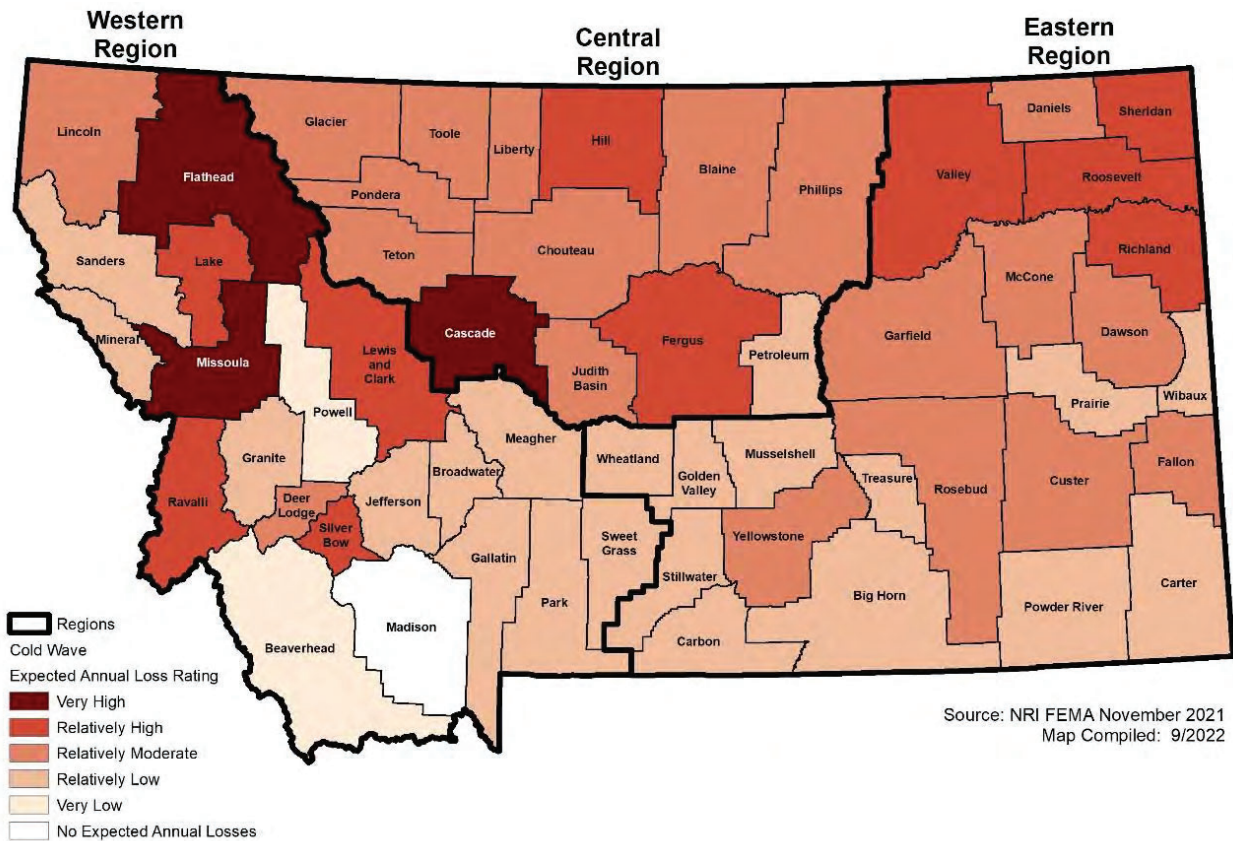 Western
Region
Central
Region
Eastern
Region
Lincoln
Flathead
Glacier
Toole
Liberty
Hill
Blaine
Phillips
Valley
Daniels
Sheridan
Roosevelt
Pondera
Teton
Chouteau
Richland
McCone
Sanders
Lake
Mineral
Missoula
Powell
Lewis
and
Clark
Cascade
Judith
Basin
Fergus
Petroleum
Garfield
Dawson
Prairie
Wibaux
Ravalli
Granite
Deer
Lodge
Silver
Bow
Jefferson
Broadwater
Meagher
Wheatland
Golden
Valley
Musselshell
Treasure
Rosebud
Custer
Fallon
Yellowstone
Gallatin
Park
Sweet
Grass
Stillwater
Carbon
Big Horn
Powder River
Carter
Beaverhead
Madison
Regions
Cold Wave
Expected Annual Loss Rating
Very High
Relatively High
Relatively Moderate
Relatively Low
Very Low
No Expected Annual Losses
Source: NRI FEMA November 2021
Map Compiled: 9/2022